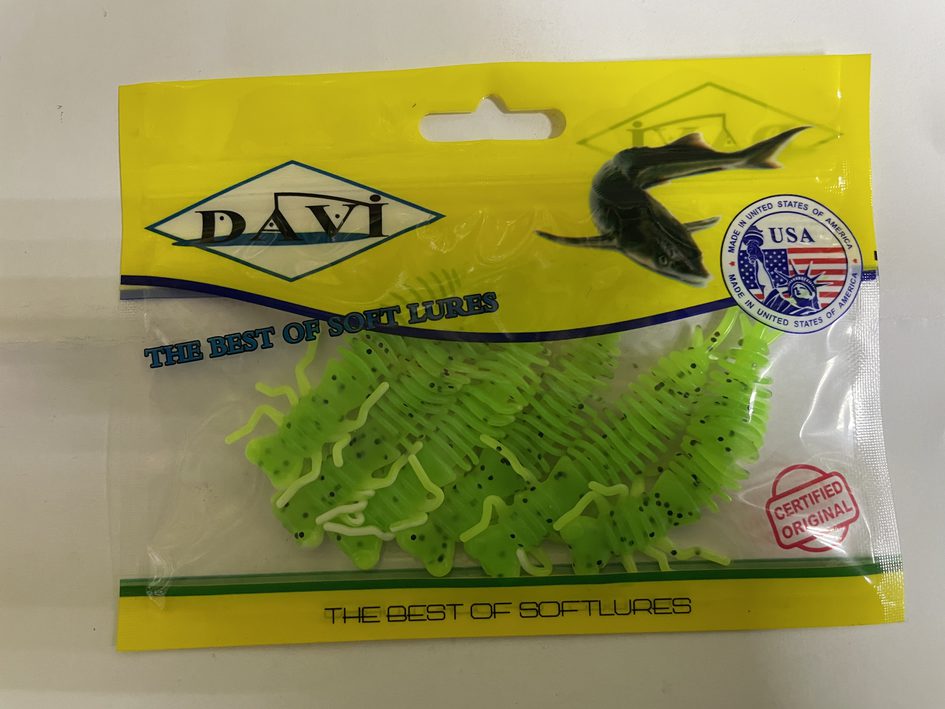 DAVİ
DAVİ
USA
MADE IN UNITED STATES OF AMERICA
MADE IN UNITED STATES OF AMERICA
THE BEST OF SOFT LURES
CERTIFIED
ORIGINAL
THE BEST OF SOFTLURES